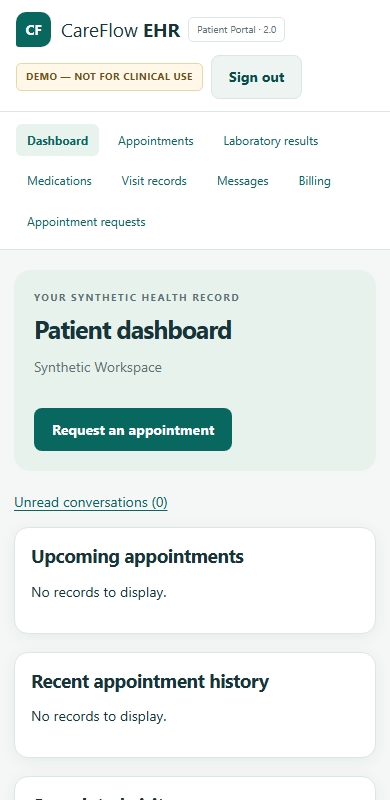 CF CareFlow EHR Patient Portal · 2.0
DEMO — NOT FOR CLINICAL USE Sign out
Dashboard Appointments Laboratory results
Medications Visit records Messages Billing
Appointment requests
YOUR SYNTHETIC HEALTH RECORD
Patient dashboard
Synthetic Workspace
Request an appointment
Unread conversations (0)
Upcoming appointments
No records to display.
Recent appointment history
No records to display.